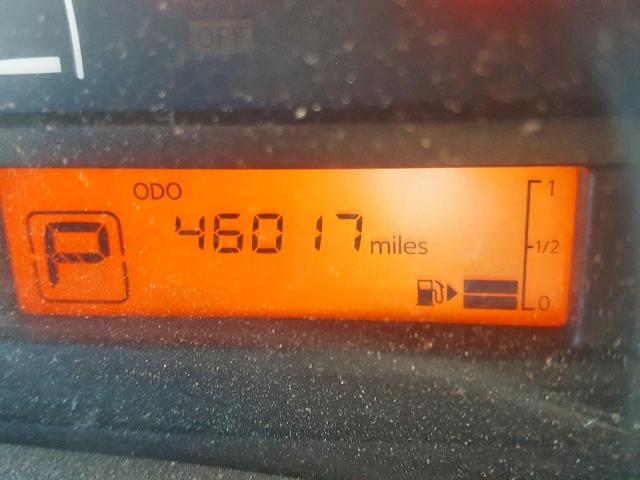 OFF
ODO
P
46017 miles
1
1/2
0